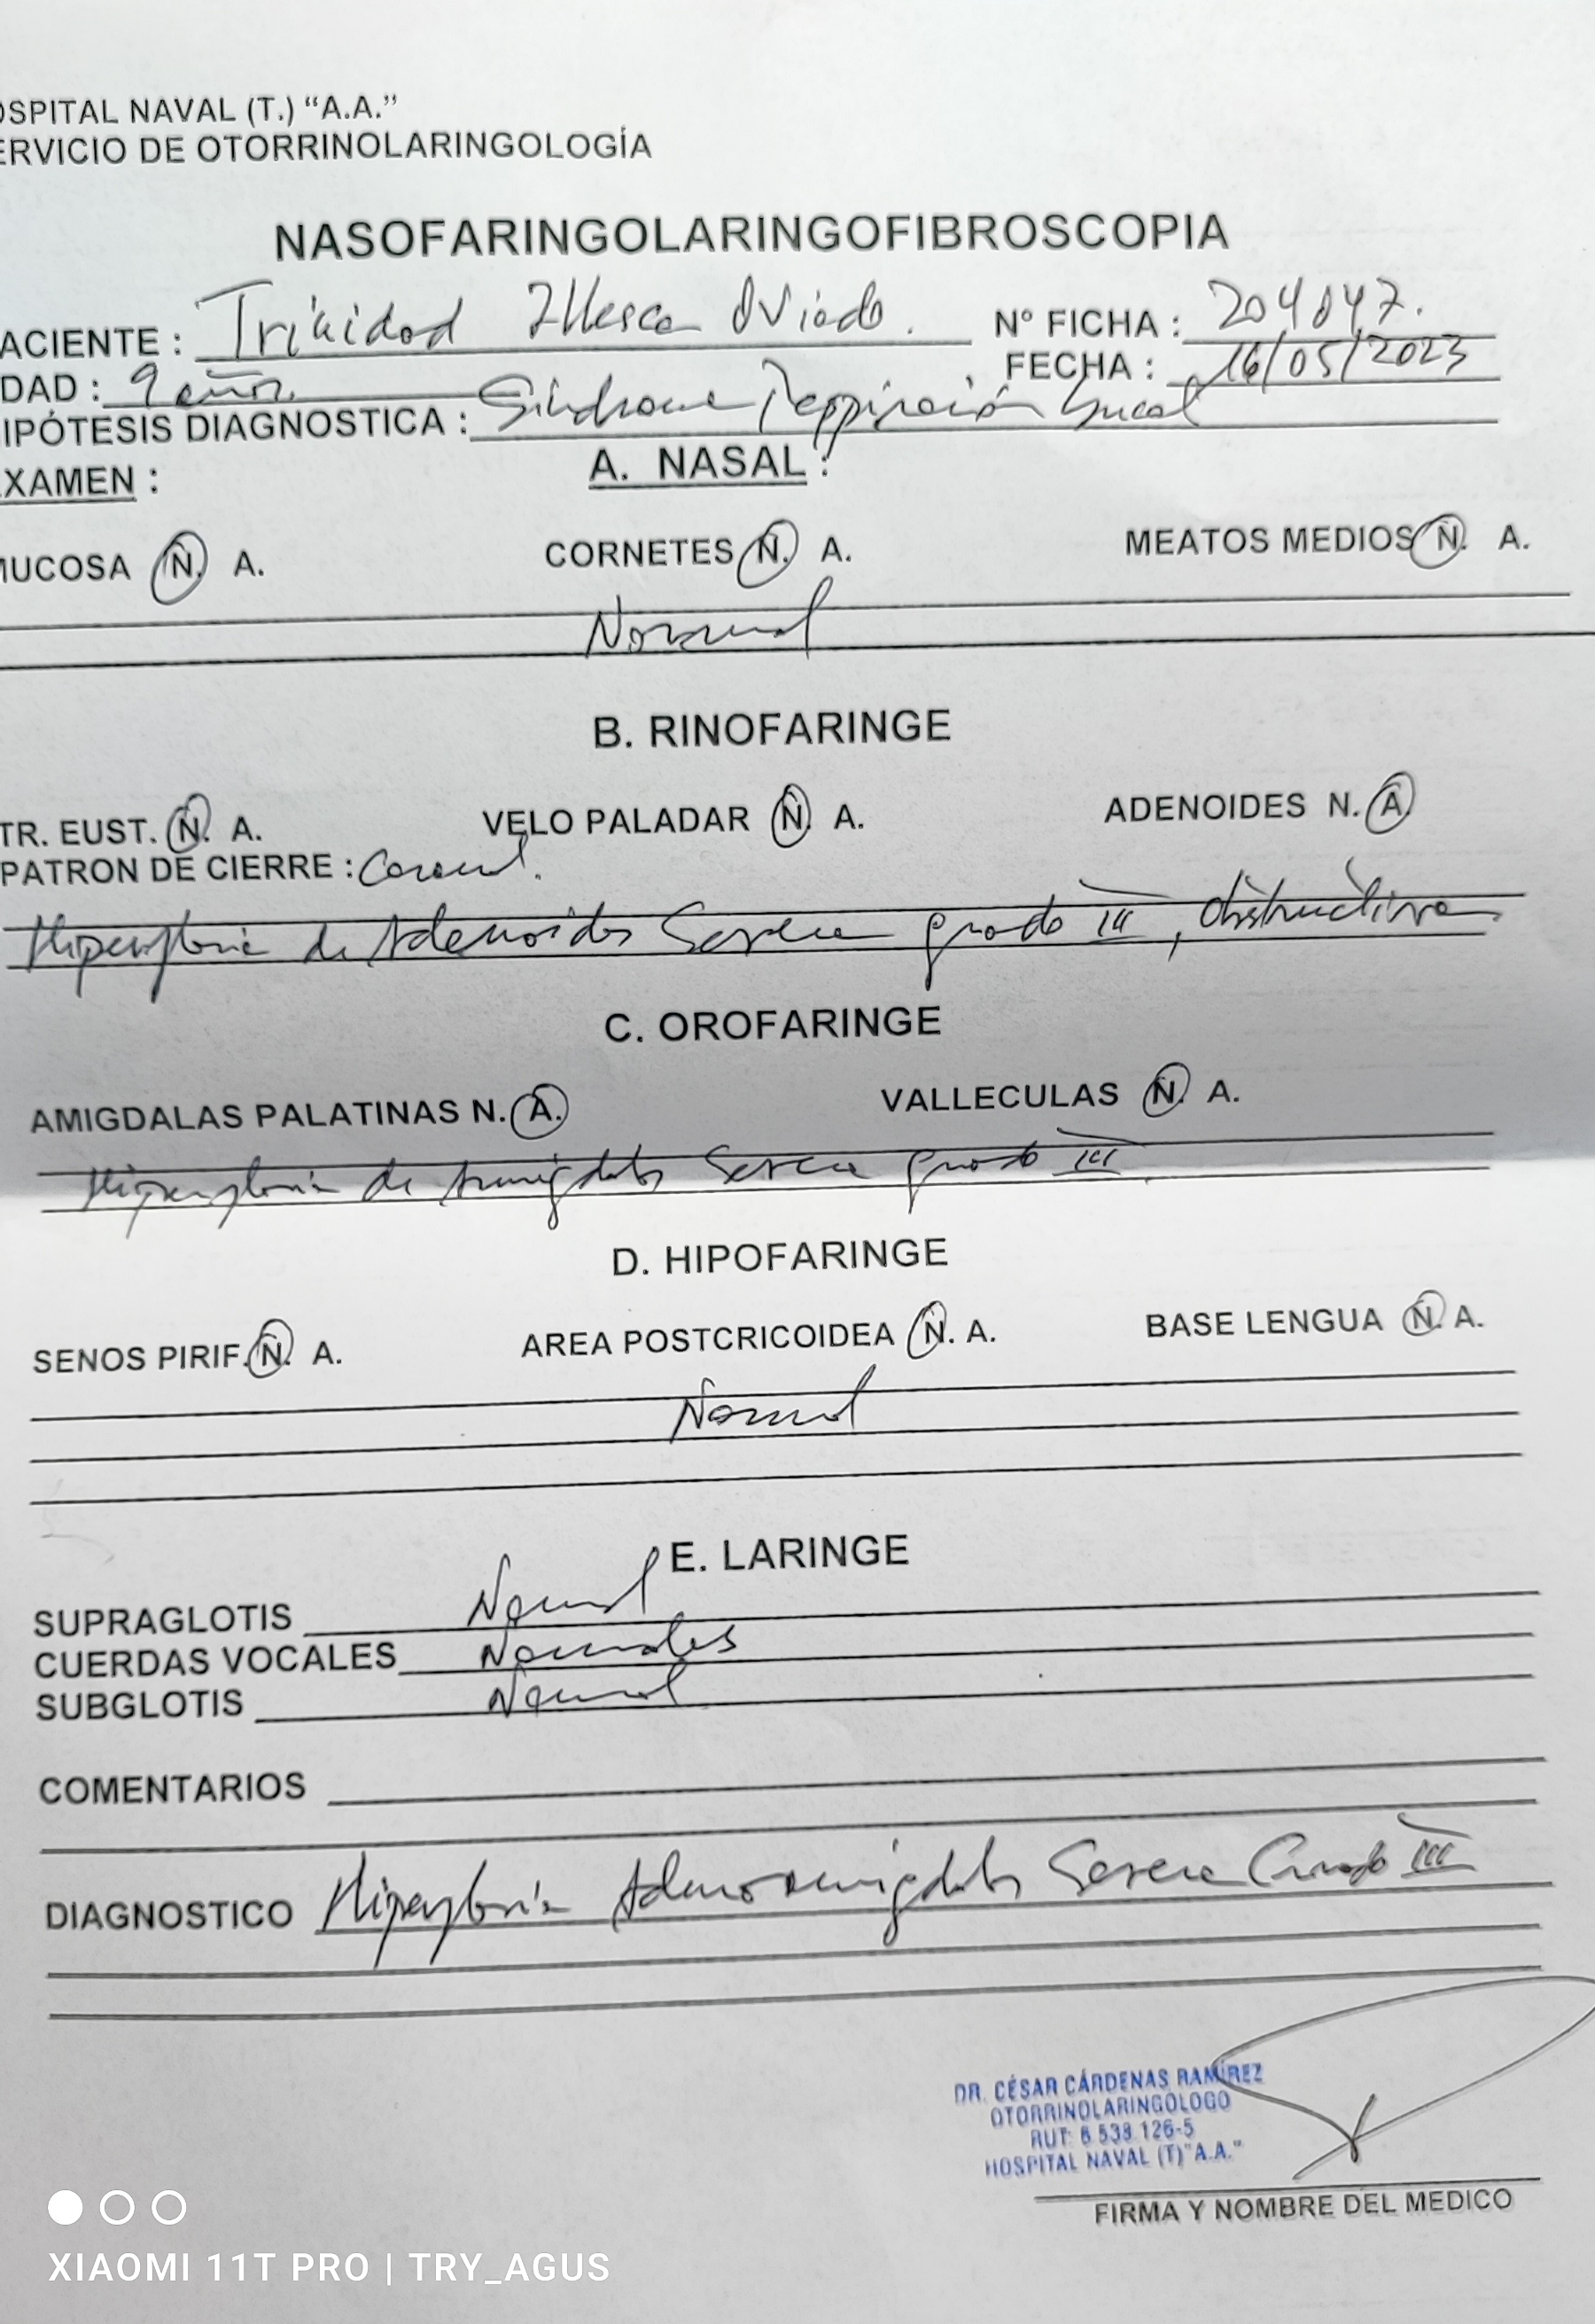 OSPITAL NAVAL (T.) “A.A.”
ERVICIO DE OTORRINOLARINGOLOGÍA
NASOFARINGOLARINGOFIBROSCOPIA
ACIENTE : Trinidad Illesca Oviedo. Nº FICHA : 204847.
DAD : 9 años. FECHA : 16/05/2023
IPÓTESIS DIAGNOSTICA : Síndrome Respiración bucal
XAMEN : A. NASAL :
MUCOSA N. A. CORNETES N. A. MEATOS MEDIOS N. A.
Normal
B. RINOFARINGE
TR. EUST. N. A. VELO PALADAR N. A. ADENOIDES N. A.
PATRON DE CIERRE : Coronal.
Hiperplasia de Adenoides Severa grado III, obstructiva
C. OROFARINGE
AMIGDALAS PALATINAS N. A. VALLECULAS N. A.
Hiperplasia de Amígdalas Severa grado III
D. HIPOFARINGE
SENOS PIRIF. N. A. AREA POSTCRICOIDEA N. A. BASE LENGUA N. A.
Normal
E. LARINGE
SUPRAGLOTIS Normal
CUERDAS VOCALES Normales
SUBGLOTIS Normal
COMENTARIOS
DIAGNOSTICO Hiperplasia Adenoamígdalas Severa Grado III
DR. CÉSAR CÁRDENAS RAMÍREZ
OTORRINOLARINGÓLOGO
RUT: 6.538.126-5
HOSPITAL NAVAL (T) "A.A."
FIRMA Y NOMBRE DEL MEDICO
XIAOMI 11T PRO | TRY_AGUS